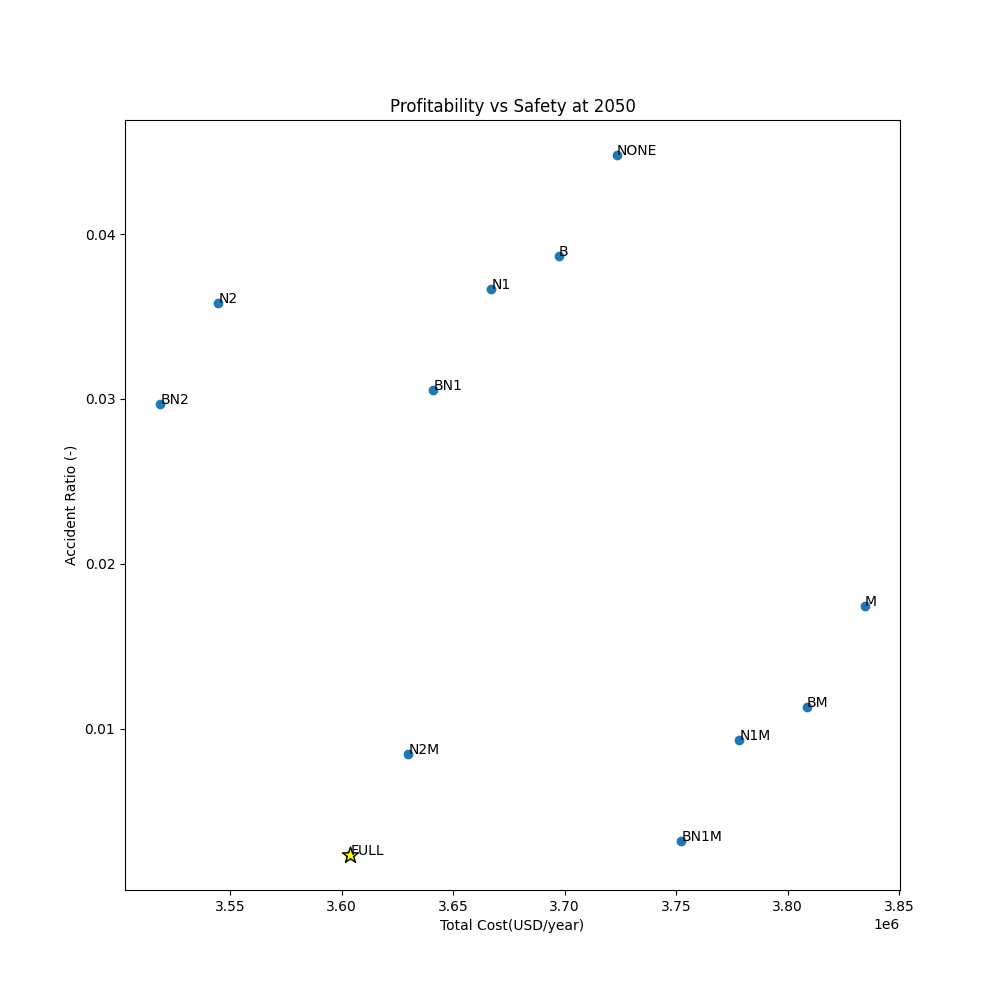 Profitability vs Safety at 2050
NONE
0.04
B
N1
N2
BN1
0.03
BN2
Accident Ratio (-)
0.02
M
BM
0.01
N1M
N2M
BN1M
FULL
3.55 3.60 3.65 3.70 3.75 3.80 3.85
Total Cost(USD/year)
1e6